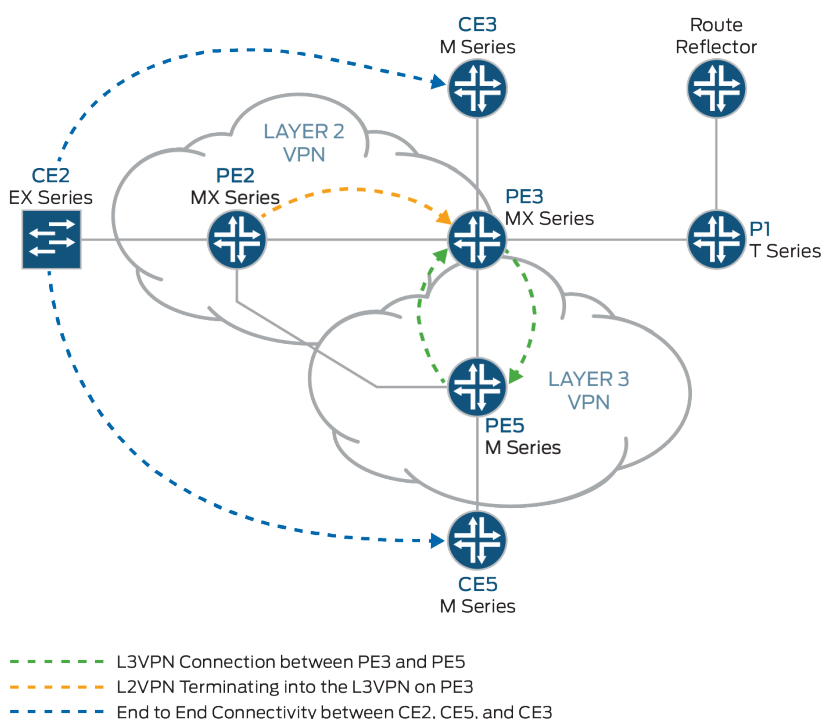 CE3
M Series
Route
Reflector
LAYER 2
VPN
CE2
EX Series
PE2
MX Series
PE3
MX Series
P1
T Series
LAYER 3
VPN
PE5
M Series
CE5
M Series
L3VPN Connection between PE3 and PE5
L2VPN Terminating into the L3VPN on PE3
End to End Connectivity between CE2, CE5, and CE3